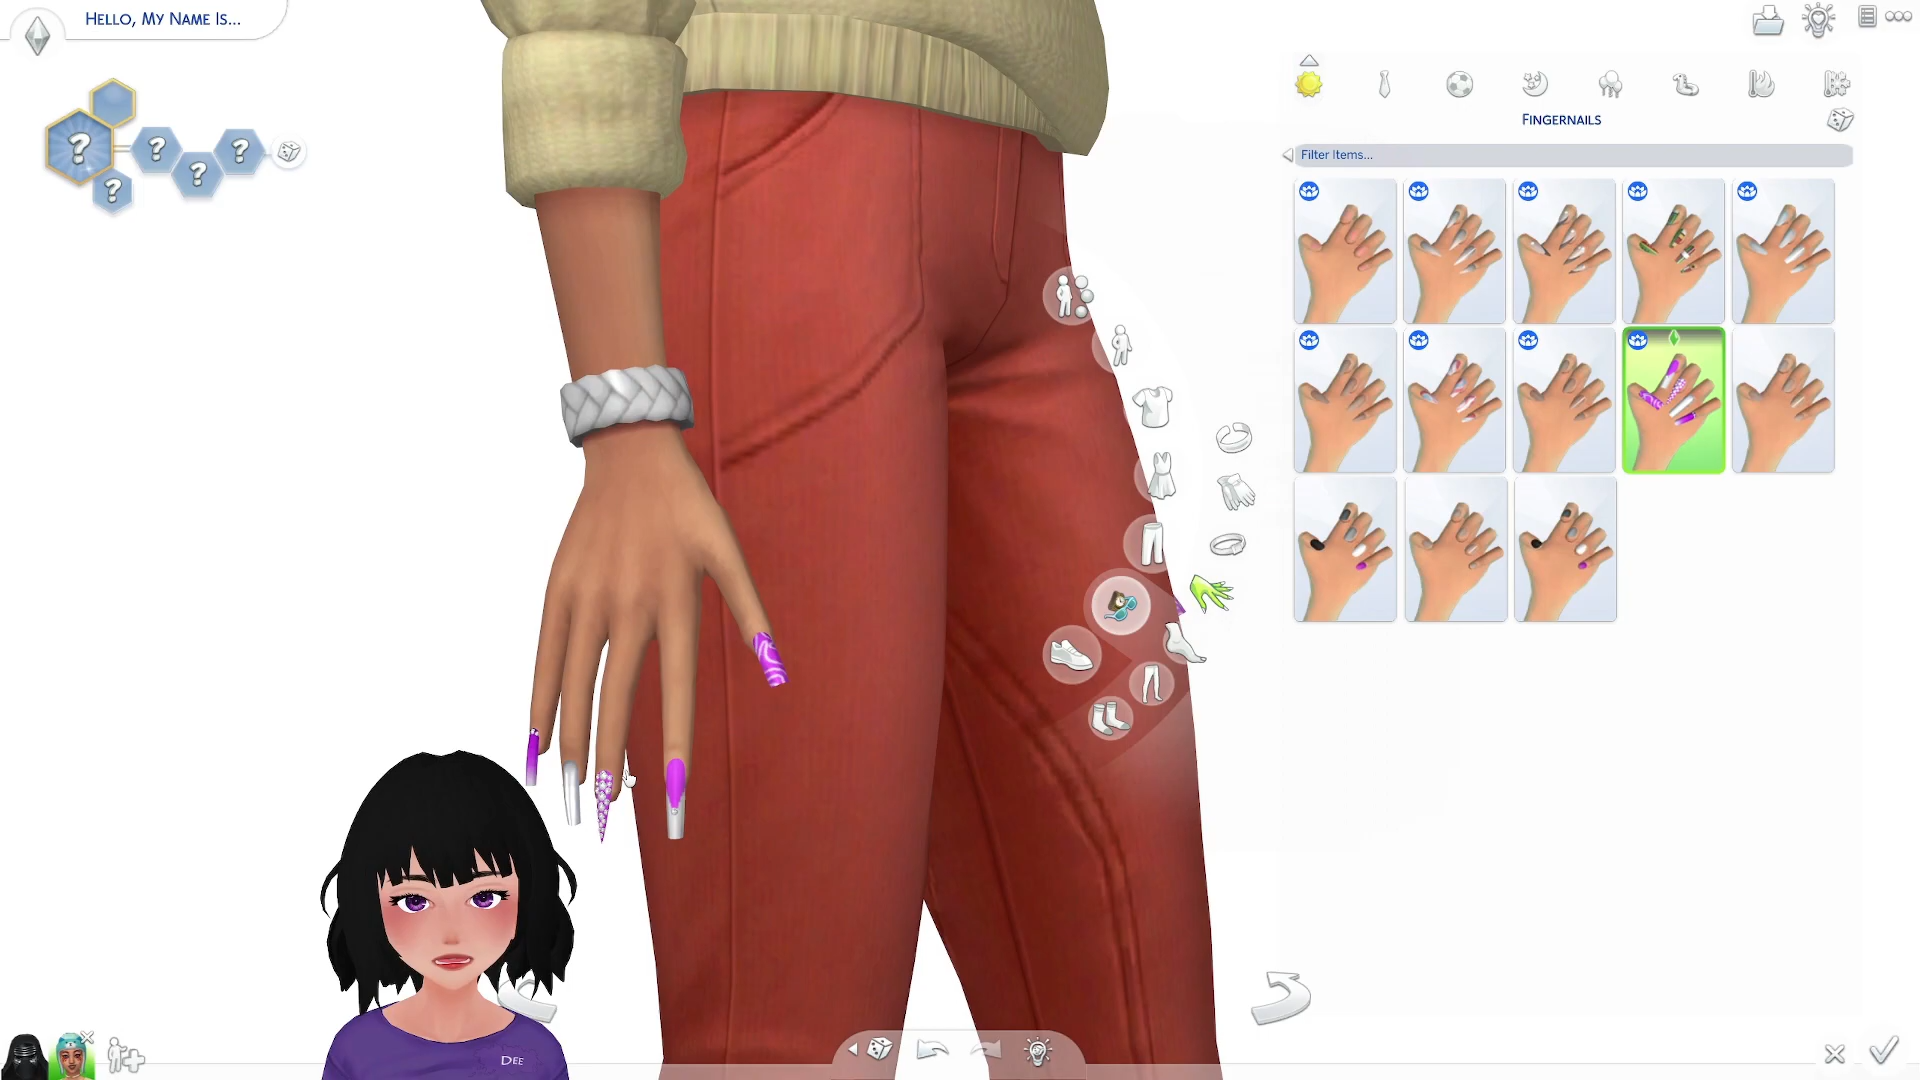 Hello, My Name Is...
Fingernails
Filter Items...
? ? ? ? ?
Dee